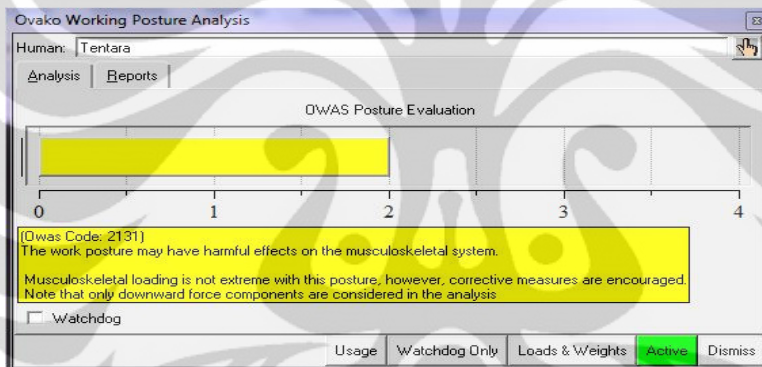 Ovako Working Posture Analysis
Human: Tentara
Analysis Reports
OWAS Posture Evaluation
0 1 2 3 4
(Owas Code: 2131)
The work posture may have harmful effects on the musculoskeletal system.
Musculoskeletal loading is not extreme with this posture, however, corrective measures are encouraged.
Note that only downward force components are considered in the analysis
Watchdog
Usage Watchdog Only Loads & Weights Active Dismiss